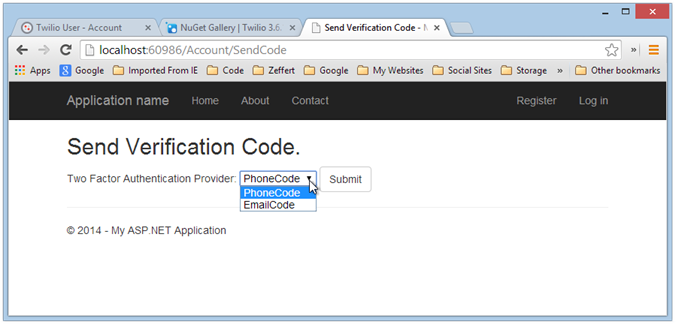 Twilio User - Account
NuGet Gallery | Twilio 3.6.
Send Verification Code - M
localhost:60986/Account/SendCode
Apps Google Imported From IE Code Zeffert Google My Websites Social Sites Storage » Other bookmarks
Application name Home About Contact Register Log in
Send Verification Code.
Two Factor Authentication Provider: PhoneCode Submit
PhoneCode
EmailCode
© 2014 - My ASP.NET Application